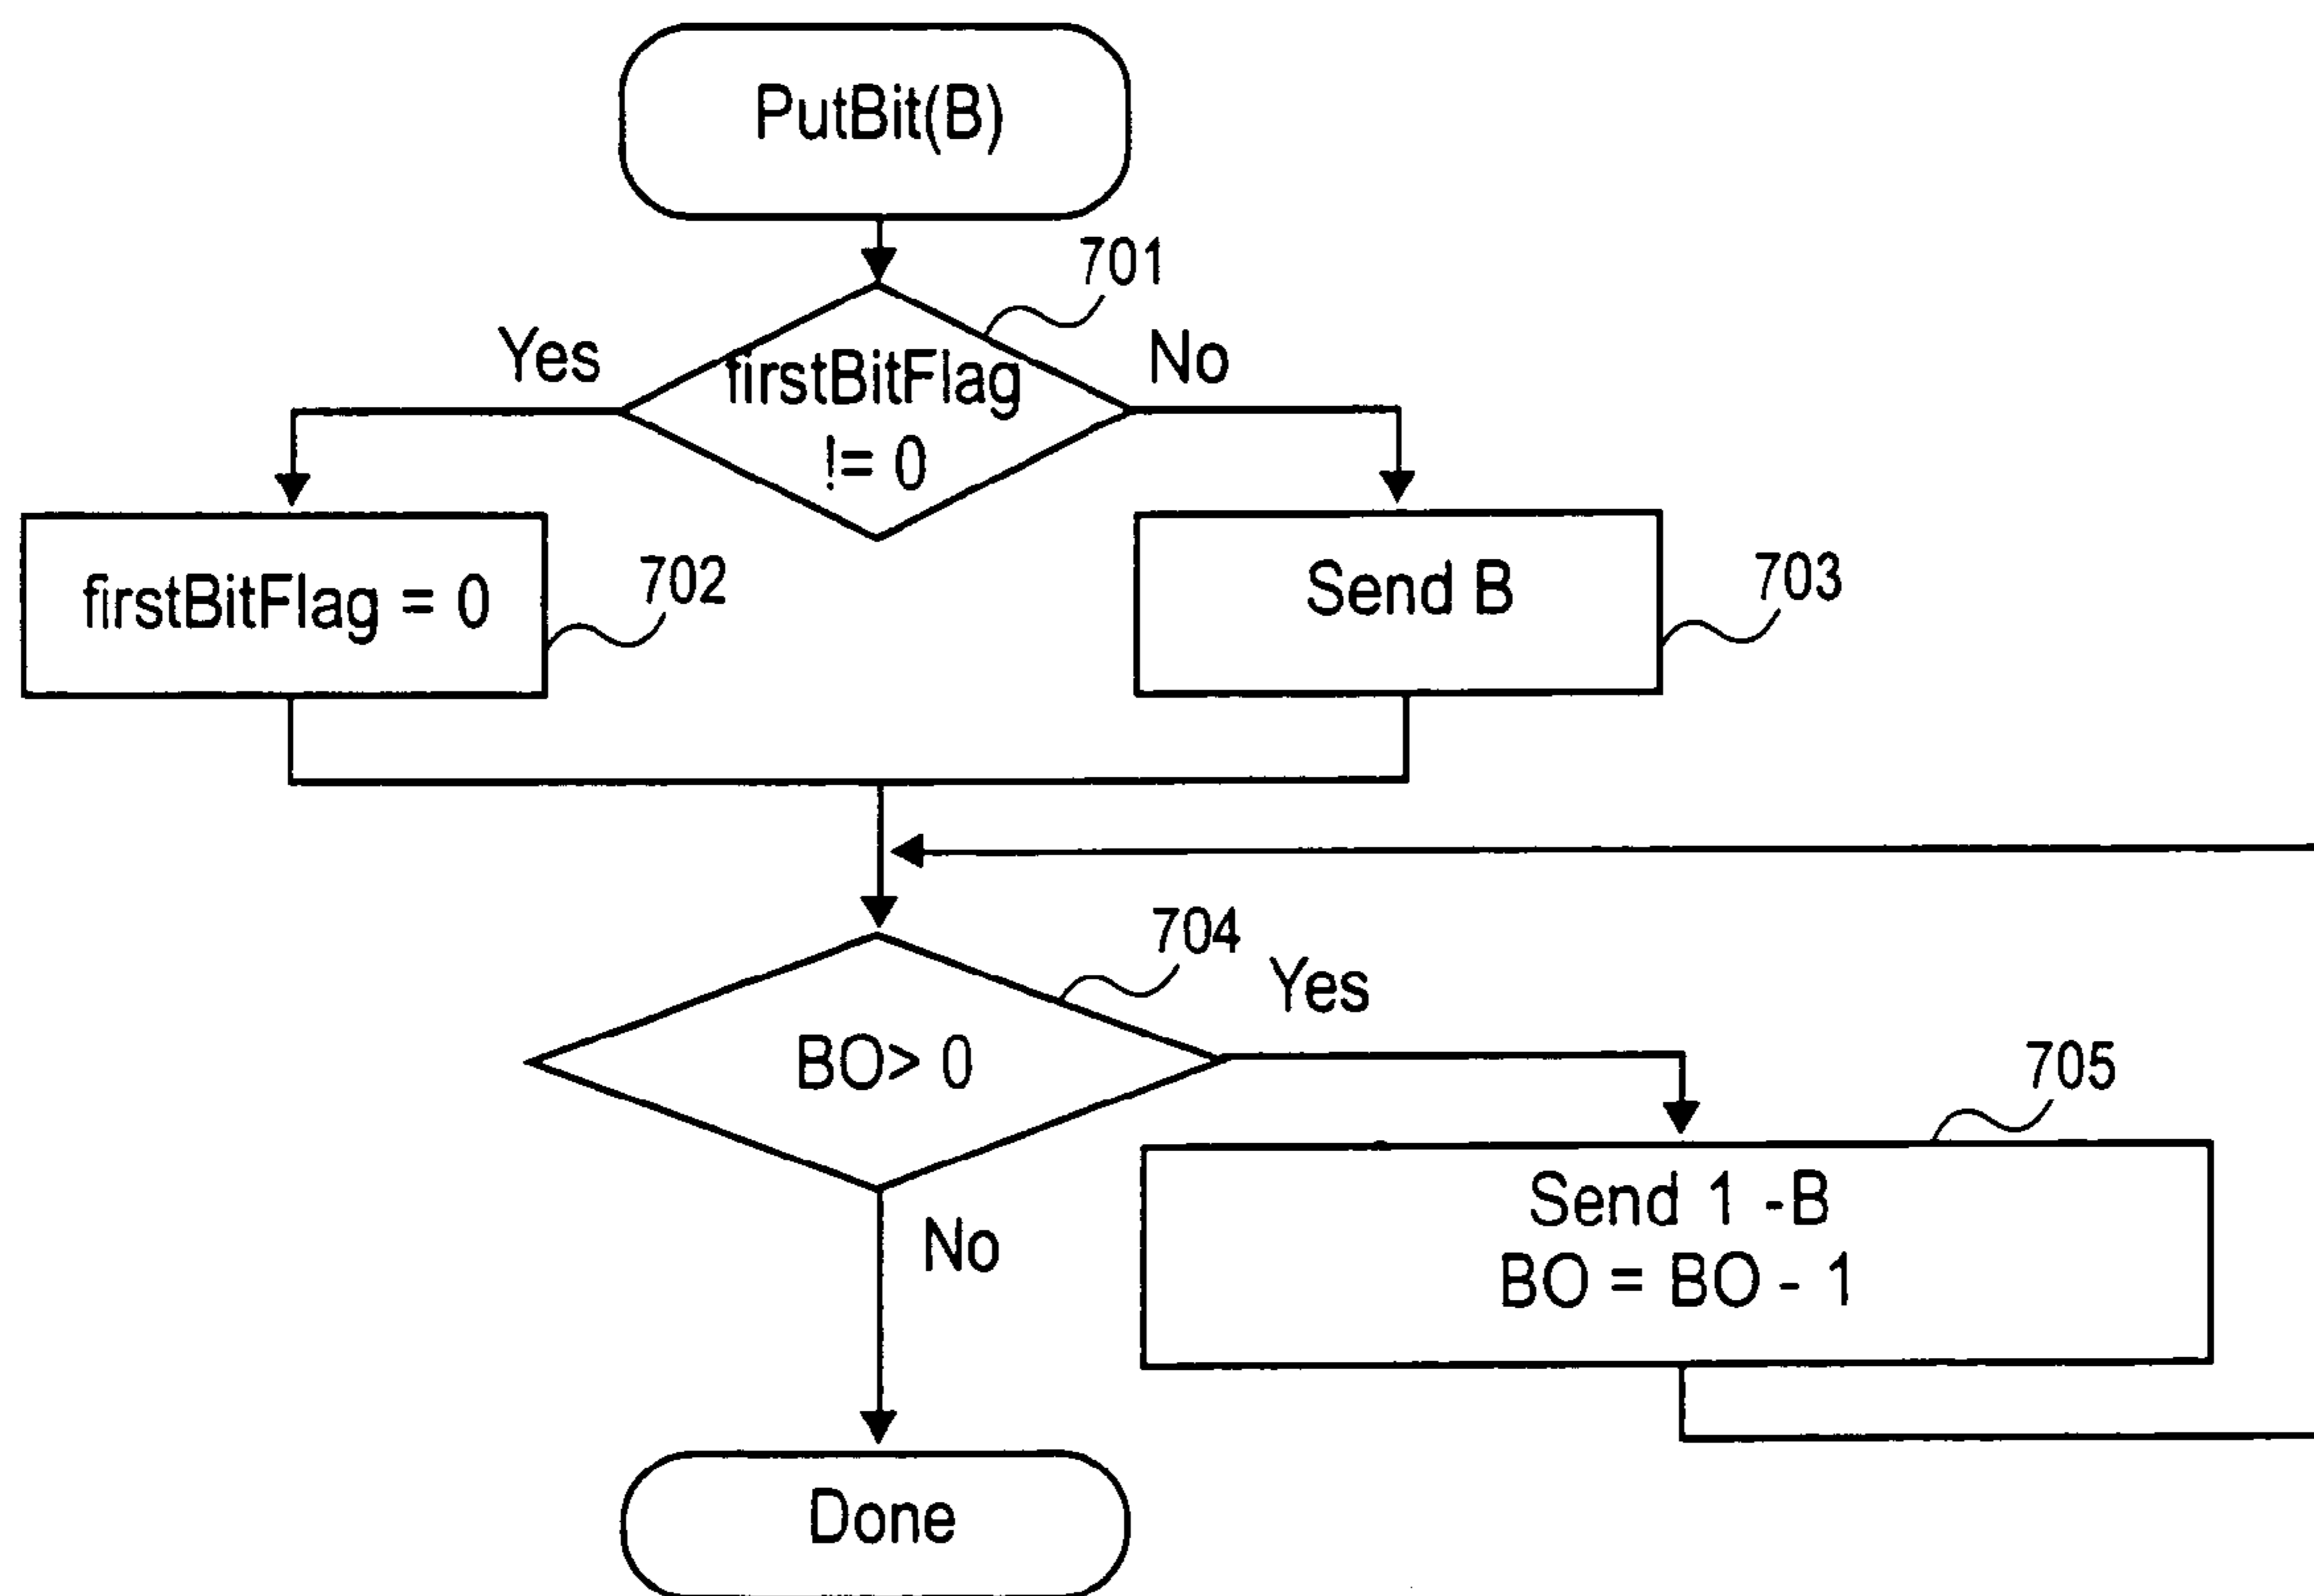 PutBit(B)
701
Yes
No
firstBitFlag
!= 0
firstBitFlag = 0
702
Send B
703
704
Yes
BO> 0
705
Send 1 -B
BO = BO - 1
No
Done